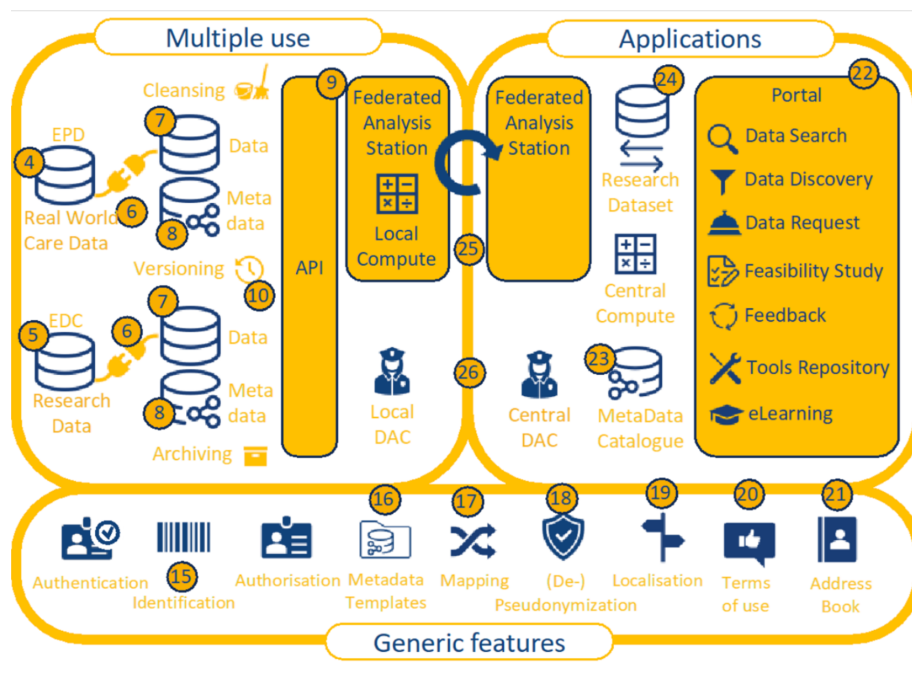 Multiple use
Applications
Cleansing
9
24
22
Federated
Analysis
Station
Federated
Analysis
Station
Portal
EPD
7
4
Data
Data Search
Research
Dataset
Data Discovery
Real World
Care Data
6
Meta
data
8
Local
Compute
Data Request
Versioning
10
API
25
Feasibility Study
Central
Compute
EDC
7
5
6
Data
Feedback
23
26
Research
Data
Meta
data
8
Local
DAC
Central
DAC
MetaData
Catalogue
Tools Repository
eLearning
Archiving
16
17
18
19
20
21
Authentication
15
Identification
Authorisation
Metadata
Templates
Mapping
(De-)
Pseudonymization
Localisation
Terms
of use
Address
Book
Generic features